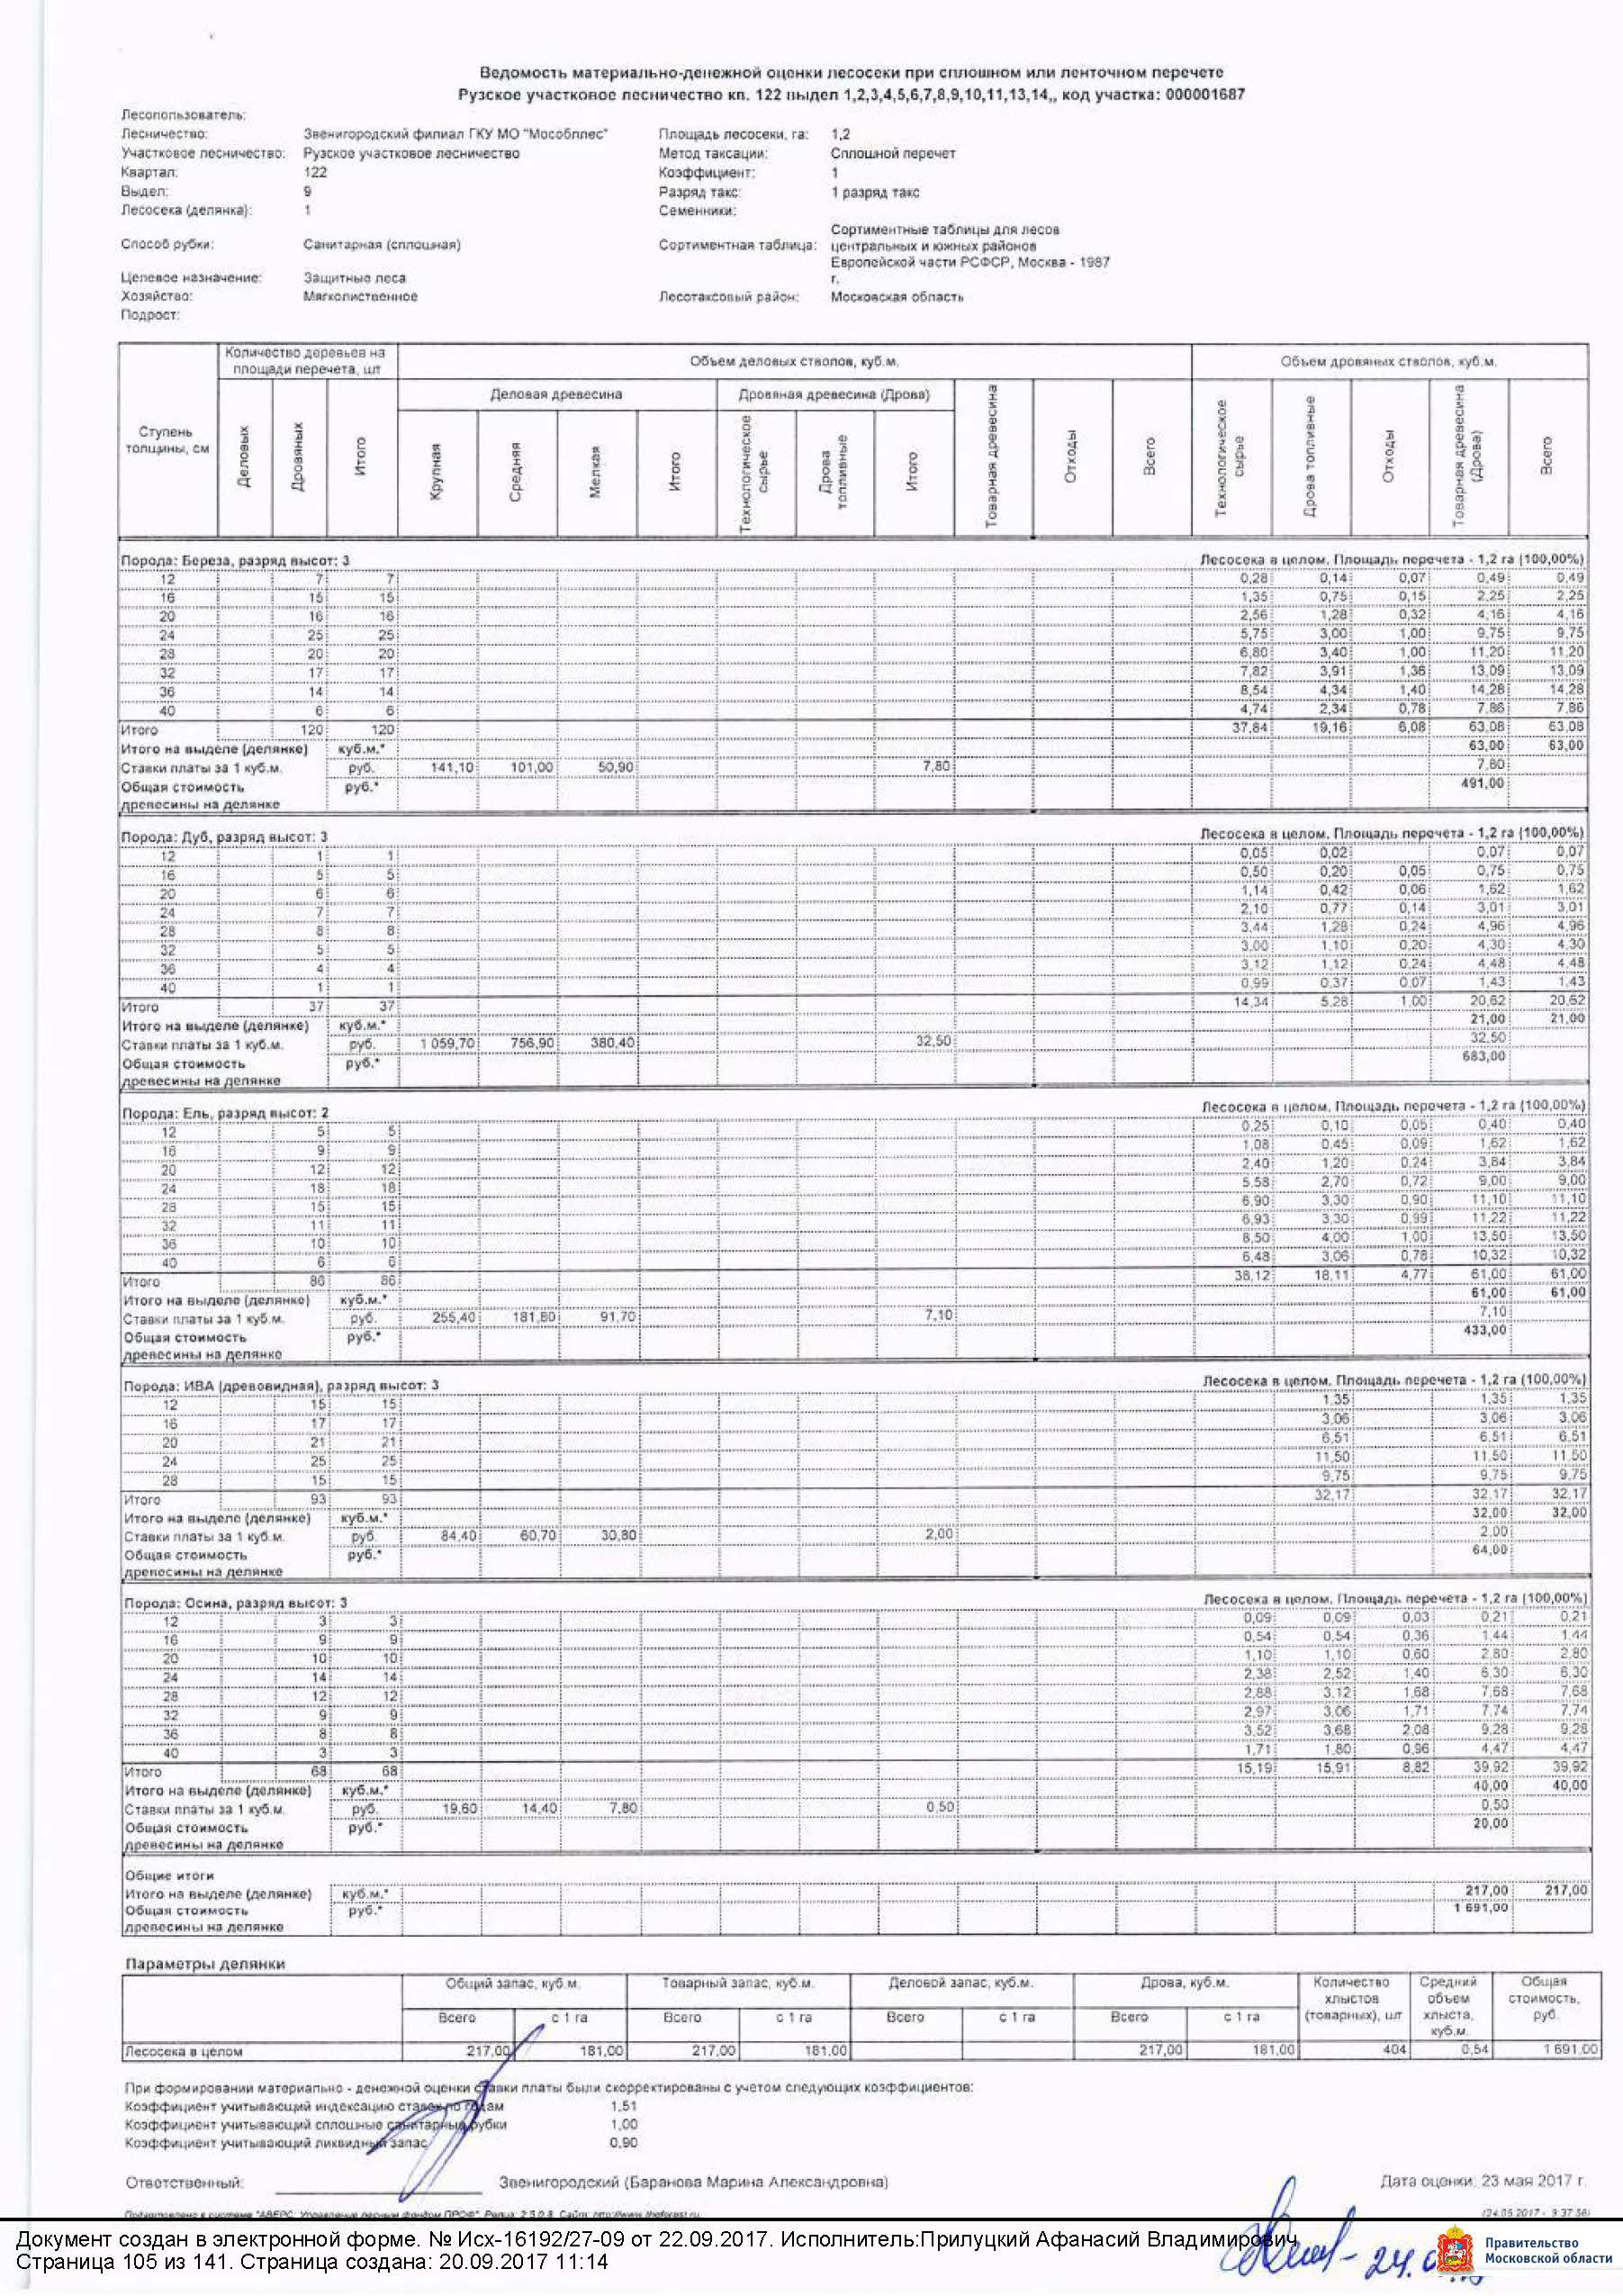 Ведомость материально-денежной оценки лесосеки при сплошном или ленточном перечете
Рузское участковое лесничество кв. 122 выдел 1,2,3,4,5,6,7,8,9,10,11,13,14,, код участка: 000001687
Лесопользователь:
Лесничество: Звенигородский филиал ГКУ МО "Мособллес" Площадь лесосеки, га: 1,2
Участковое лесничество: Рузское участковое лесничество Метод таксации: Сплошной перечет
Квартал: 122 Коэффициент: 1
Выдел: 9 Разряд такс: 1 разряд такс
Лесосека (делянка): 1 Семенники:
Способ рубки: Санитарная (сплошная) Сортиментная таблица: Сортиментные таблицы для лесов центральных и южных районов Европейской части РСФСР, Москва - 1987 г.
Целевое назначение: Защитные леса
Хозяйство: Мягколиственное Лесотаксовый район: Московская область
Подрост:
Ступень толщины, см Количество деревьев на площади перечета, шт Объем деловых стволов, куб.м. Объем дровяных стволов, куб.м.
Деловая древесина Дровяная древесина (Дрова)
Деловых Дровяных Итого Крупная Средняя Мелкая Итого Технологическое сырье Дрова топливные Итого Товарная древесина Отходы Всего Технологическое сырье Дрова топливные Отходы Товарная древесина (Дрова) Всего
Порода: Береза, разряд высот: 3 Лесосека в целом. Площадь перечета - 1,2 га (100,00%)
12 7 7 0,28 0,14 0,07 0,49 0,49
16 15 15 1,35 0,75 0,15 2,25 2,25
20 16 16 2,56 1,28 0,32 4,16 4,16
24 25 25 5,75 3,00 1,00 9,75 9,75
28 20 20 6,80 3,40 1,00 11,20 11,20
32 17 17 7,82 3,91 1,36 13,09 13,09
36 14 14 8,54 4,34 1,40 14,28 14,28
40 6 6 4,74 2,34 0,78 7,86 7,86
Итого 120 120 37,84 19,16 6,08 63,08 63,08
Итого на выделе (делянке) куб.м.* 63,00 63,00
Ставки платы за 1 куб.м. руб. 141,10 101,00 50,90 7,80 7,80
Общая стоимость древесины на делянке руб.* 491,00
Порода: Дуб, разряд высот: 3 Лесосека в целом. Площадь перечета - 1,2 га (100,00%)
12 1 1 0,05 0,02 0,07 0,07
16 5 5 0,50 0,20 0,05 0,75 0,75
20 6 6 1,14 0,42 0,06 1,62 1,62
24 7 7 2,10 0,77 0,14 3,01 3,01
28 8 8 3,44 1,28 0,24 4,96 4,96
32 5 5 3,00 1,10 0,20 4,30 4,30
36 4 4 3,12 1,12 0,24 4,48 4,48
40 1 1 0,99 0,37 0,07 1,43 1,43
Итого 37 37 14,34 5,28 1,00 20,62 20,62
Итого на выделе (делянке) куб.м.* 21,00 21,00
Ставки платы за 1 куб.м. руб. 1 059,70 756,90 380,40 32,50 32,50
Общая стоимость древесины на делянке руб.* 683,00
Порода: Ель, разряд высот: 2 Лесосека в целом. Площадь перечета - 1,2 га (100,00%)
12 5 5 0,25 0,10 0,05 0,40 0,40
16 9 9 1,08 0,45 0,09 1,62 1,62
20 12 12 2,40 1,20 0,24 3,84 3,84
24 18 18 5,58 2,70 0,72 9,00 9,00
28 15 15 6,90 3,30 0,90 11,10 11,10
32 11 11 6,93 3,30 0,99 11,22 11,22
36 10 10 8,50 4,00 1,00 13,50 13,50
40 6 6 6,48 3,06 0,78 10,32 10,32
Итого 86 86 38,12 18,11 4,77 61,00 61,00
Итого на выделе (делянке) куб.м.* 61,00 61,00
Ставки платы за 1 куб.м. руб. 255,40 181,80 91,70 7,10 7,10
Общая стоимость древесины на делянке руб.* 433,00
Порода: ИВА (древовидная), разряд высот: 3 Лесосека в целом. Площадь перечета - 1,2 га (100,00%)
12 15 15 1,35 1,35 1,35
16 17 17 3,06 3,06 3,06
20 21 21 6,51 6,51 6,51
24 25 25 11,50 11,50 11,50
28 15 15 9,75 9,75 9,75
Итого 93 93 32,17 32,17 32,17
Итого на выделе (делянке) куб.м.* 32,00 32,00
Ставки платы за 1 куб.м. руб. 84,40 60,70 30,80 2,00 2,00
Общая стоимость древесины на делянке руб.* 64,00
Порода: Осина, разряд высот: 3 Лесосека в целом. Площадь перечета - 1,2 га (100,00%)
12 3 3 0,09 0,09 0,03 0,21 0,21
16 9 9 0,54 0,54 0,36 1,44 1,44
20 10 10 1,10 1,10 0,60 2,80 2,80
24 14 14 2,38 2,52 1,40 6,30 6,30
28 12 12 2,88 3,12 1,68 7,68 7,68
32 9 9 2,97 3,06 1,71 7,74 7,74
36 8 8 3,52 3,68 2,08 9,28 9,28
40 3 3 1,71 1,80 0,96 4,47 4,47
Итого 68 68 15,19 15,91 8,82 39,92 39,92
Итого на выделе (делянке) куб.м.* 40,00 40,00
Ставки платы за 1 куб.м. руб. 19,60 14,40 7,80 0,50 0,50
Общая стоимость древесины на делянке руб.* 20,00
Общие итоги
Итого на выделе (делянке) куб.м.* 217,00 217,00
Общая стоимость древесины на делянке руб.* 1 691,00
Параметры делянки
Общий запас, куб.м. Товарный запас, куб.м. Деловой запас, куб.м. Дрова, куб.м. Количество хлыстов (товарных), шт Средний объем хлыста, куб.м. Общая стоимость, руб.
Всего с 1 га Всего с 1 га Всего с 1 га Всего с 1 га
Лесосека в целом 217,00 181,00 217,00 181,00 217,00 181,00 404 0,54 1 691,00
При формировании материально - денежной оценки ставки платы были скорректированы с учетом следующих коэффициентов:
Коэффициент учитывающий индексацию ставок по годам 1,51
Коэффициент учитывающий сплошные санитарные рубки 1,00
Коэффициент учитывающий ликвидный запас 0,90
Ответственный: Звенигородский (Баранова Марина Александровна) Дата оценки: 23 мая 2017 г.
Документ создан в электронной форме. № Исх-16192/27-09 от 22.09.2017. Исполнитель:Прилуцкий Афанасий Владимирович
Страница 105 из 141. Страница создана: 20.09.2017 11:14
Правительство
Московской области